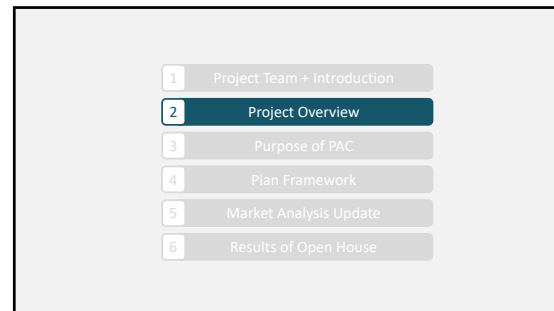 1 Project Team + Introduction
2 Project Overview
3 Purpose of PAC
4 Plan Framework
5 Market Analysis Update
6 Results of Open House